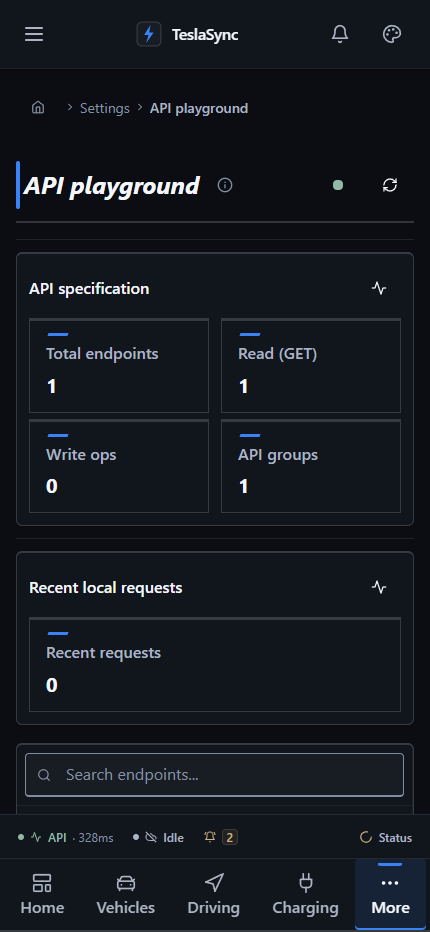 TeslaSync
Settings API playground
API playground
API specification
Total endpoints
1
Read (GET)
1
Write ops
0
API groups
1
Recent local requests
Recent requests
0
Search endpoints...
API · 328ms Idle 2 Status
Home Vehicles Driving Charging More